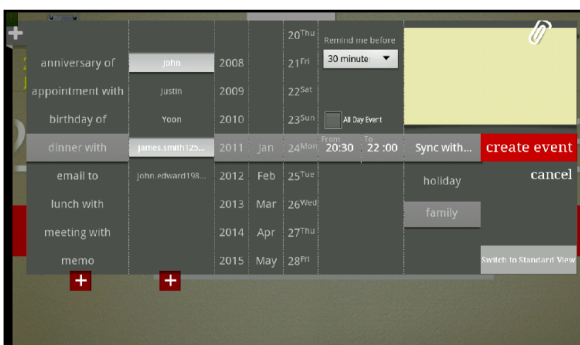 20Thu
Remind me before
anniversary of john 2008 21Fri 30 minute
appointment with Justin 2009 22Sat
birthday of Yoon 2010 23Sun All Day Event
From To
dinner with james.smith125... 2011 Jan 24Mon 20:30 22 :00 Sync with... create event
email to john.edward198... 2012 Feb 25Tue holiday cancel
lunch with 2013 Mar 26Wed family
meeting with 2014 Apr 27Thu
memo 2015 May 28Fri Switch to Standard View
+ +